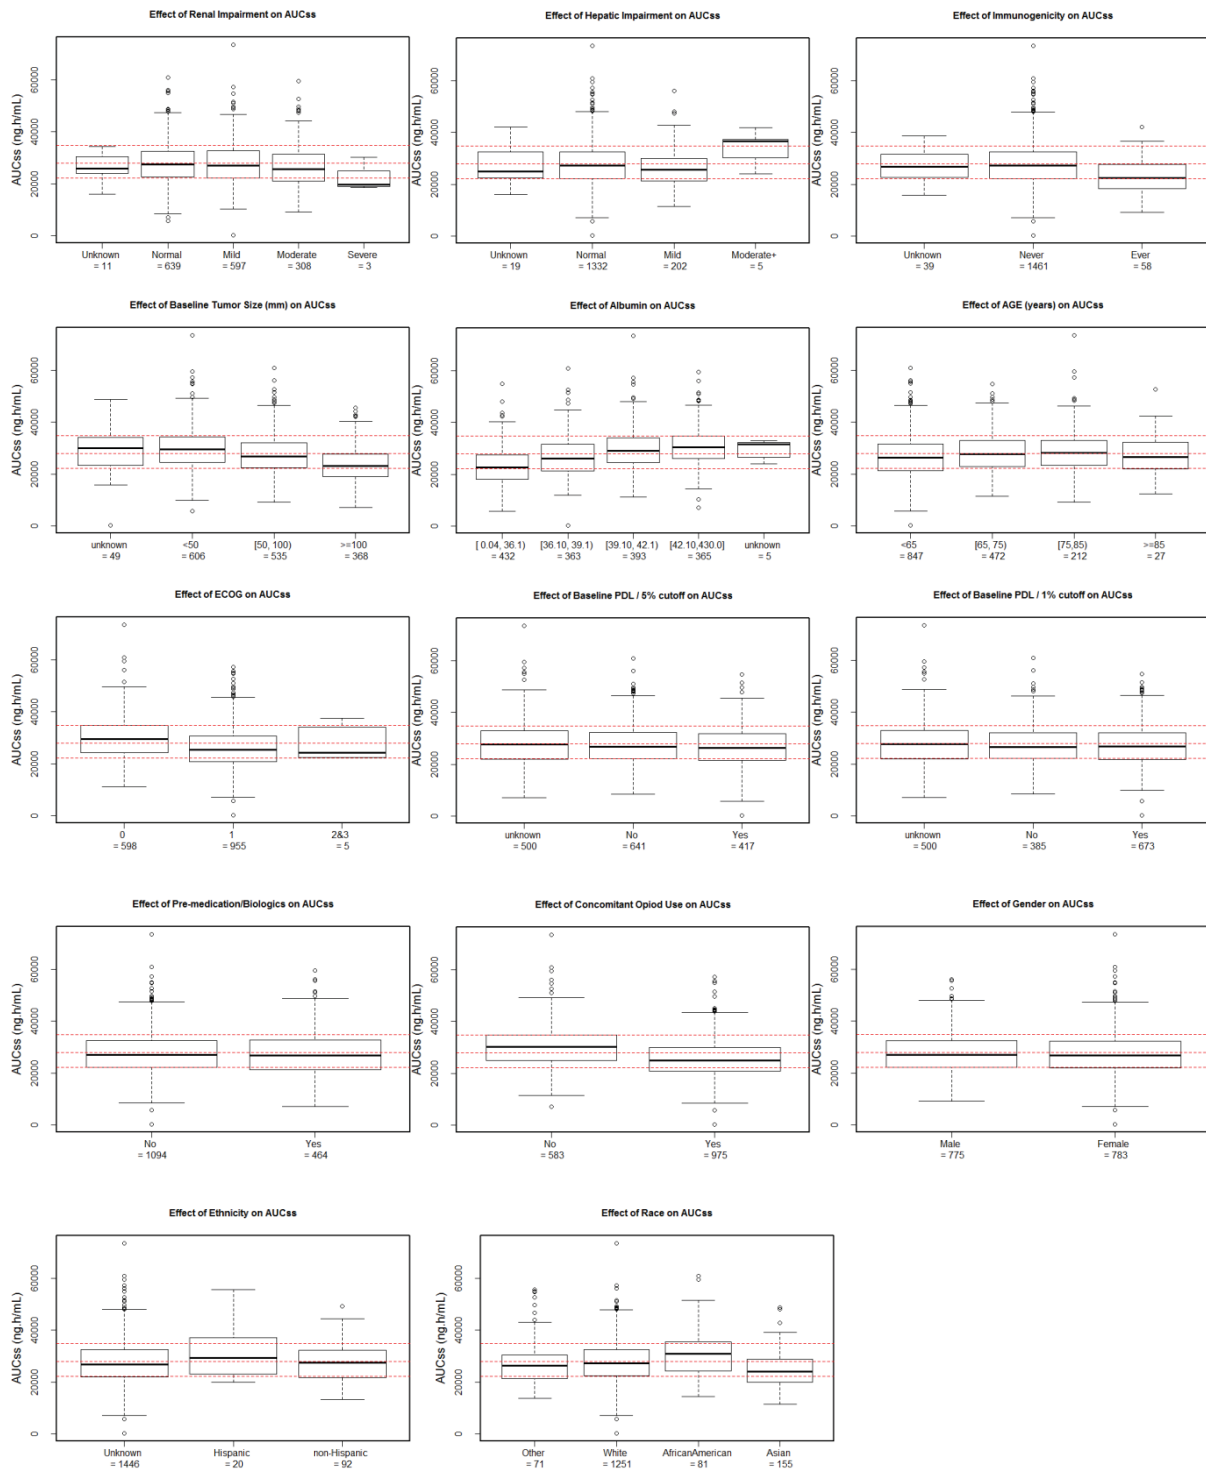 Effect of Renal Impairment on AUCss
AUCss (ng.h/mL)
60000
40000
20000
0
Unknown Normal Mild Moderate Severe
= 11 = 639 = 597 = 308 = 3
Effect of Hepatic Impairment on AUCss
AUCss (ng.h/mL)
60000
40000
20000
0
Unknown Normal Mild Moderate+
= 19 = 1332 = 202 = 5
Effect of Immunogenicity on AUCss
AUCss (ng.h/mL)
60000
40000
20000
0
Unknown Never Ever
= 39 = 1461 = 58
Effect of Baseline Tumor Size (mm) on AUCss
AUCss (ng.h/mL)
60000
40000
20000
0
unknown <50 [50, 100) >=100
= 49 = 606 = 535 = 368
Effect of Albumin on AUCss
AUCss (ng.h/mL)
60000
40000
20000
0
[ 0.04, 36.1) [36.10, 39.1) [39.10, 42.1) [42.10,430.0] unknown
= 432 = 363 = 393 = 365 = 5
Effect of AGE (years) on AUCss
AUCss (ng.h/mL)
60000
40000
20000
0
<65 [65, 75) [75,85) >=85
= 847 = 472 = 212 = 27
Effect of ECOG on AUCss
AUCss (ng.h/mL)
60000
40000
20000
0
0 1 2&3
= 598 = 955 = 5
Effect of Baseline PDL / 5% cutoff on AUCss
AUCss (ng.h/mL)
60000
40000
20000
0
unknown No Yes
= 500 = 641 = 417
Effect of Baseline PDL / 1% cutoff on AUCss
AUCss (ng.h/mL)
60000
40000
20000
0
unknown No Yes
= 500 = 385 = 673
Effect of Pre-medication/Biologics on AUCss
AUCss (ng.h/mL)
60000
40000
20000
0
No Yes
= 1094 = 464
Effect of Concomitant Opiod Use on AUCss
AUCss (ng.h/mL)
60000
40000
20000
0
No Yes
= 583 = 975
Effect of Gender on AUCss
AUCss (ng.h/mL)
60000
40000
20000
0
Male Female
= 775 = 783
Effect of Ethnicity on AUCss
AUCss (ng.h/mL)
60000
40000
20000
0
Unknown Hispanic non-Hispanic
= 1446 = 20 = 92
Effect of Race on AUCss
AUCss (ng.h/mL)
60000
40000
20000
0
Other White AfricanAmerican Asian
= 71 = 1251 = 81 = 155